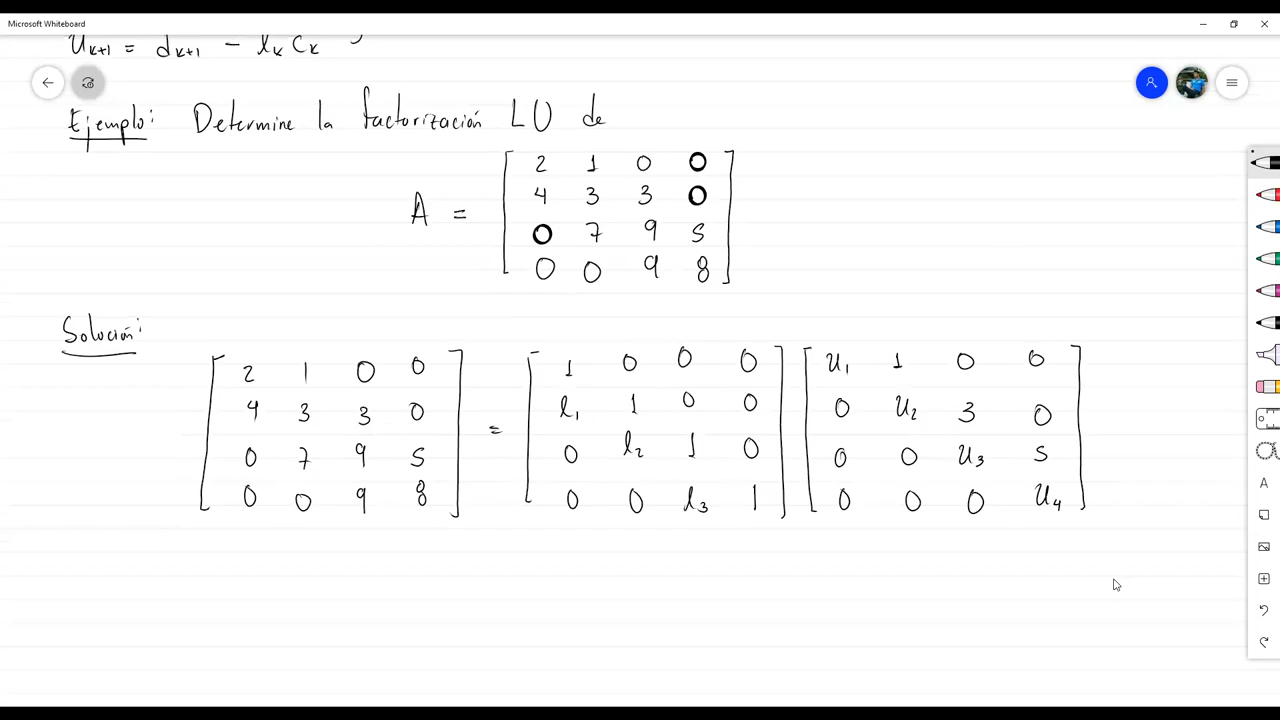 Microsoft Whiteboard
u_{k+1} = d_{k+1} - l_k c_k
Ejemplo: Determine la factorización LU de
2 1 0 0
4 3 3 0
A =
0 7 9 5
0 0 9 8
Solución:
2 1 0 0 1 0 0 0 u₁ 1 0 0
4 3 3 0 l₁ 1 0 0 0 u₂ 3 0
=
0 7 9 5 0 l₂ 1 0 0 0 u₃ 5
0 0 9 8 0 0 l₃ 1 0 0 0 u₄
A